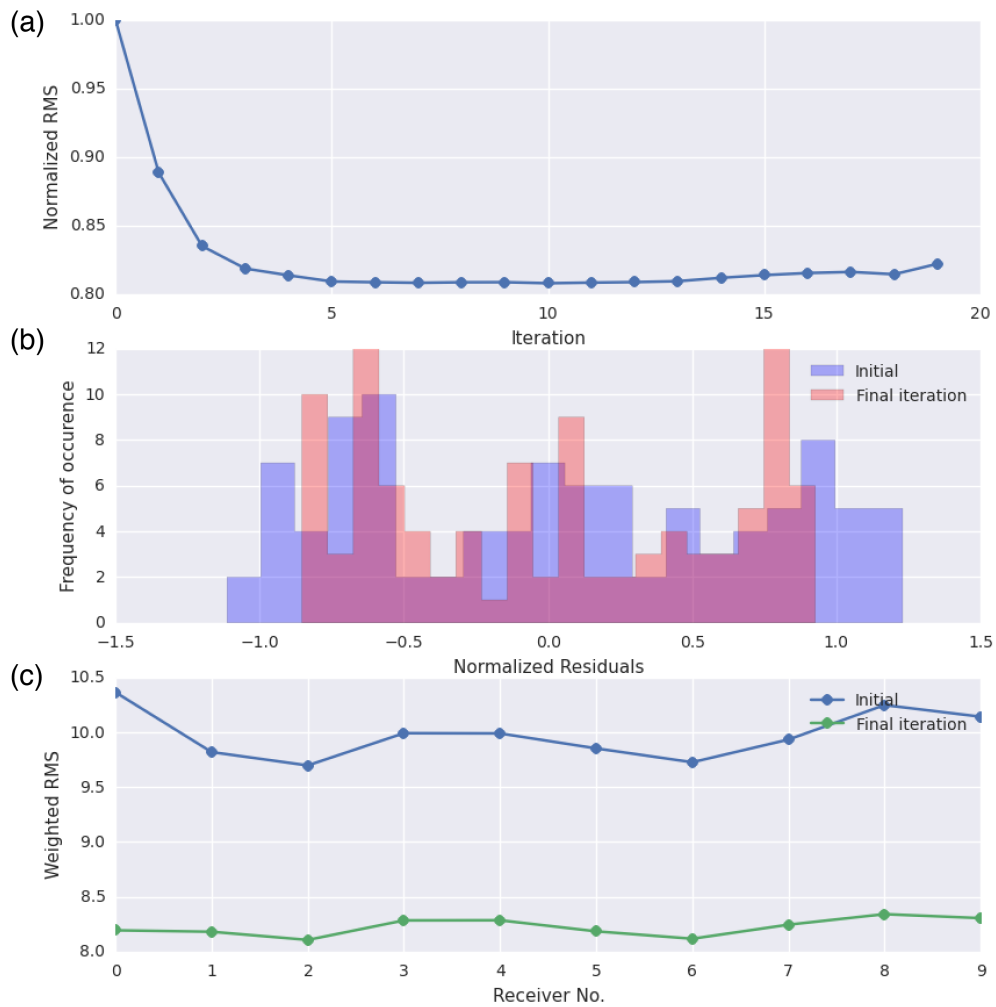 (a)
Normalized RMS
1.00
0.95
0.90
0.85
0.80
0 5 10 15 20
Iteration
(b)
Frequency of occurence
12
10
8
6
4
2
0
Initial
Final iteration
−1.5 −1.0 −0.5 0.0 0.5 1.0 1.5
Normalized Residuals
(c)
Weighted RMS
10.5
10.0
9.5
9.0
8.5
8.0
Initial
Final iteration
0 1 2 3 4 5 6 7 8 9
Receiver No.